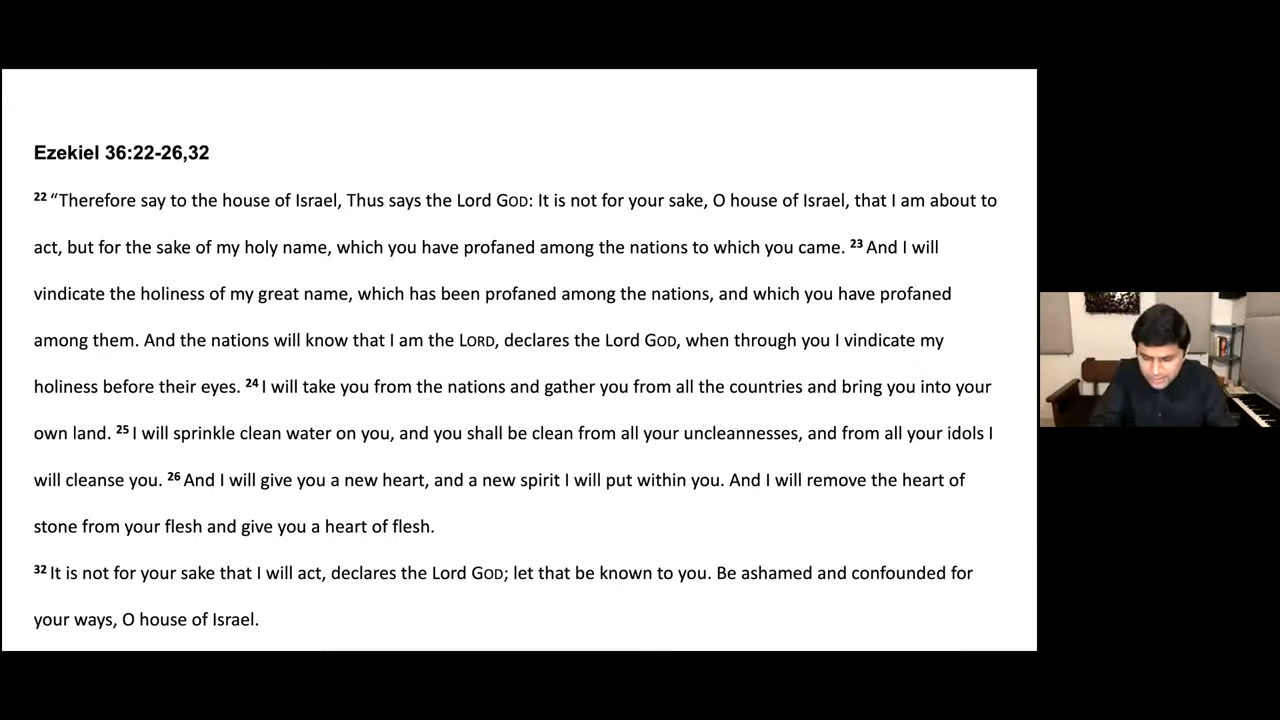 Ezekiel 36:22-26,32
22 “Therefore say to the house of Israel, Thus says the Lord GOD: It is not for your sake, O house of Israel, that I am about to
act, but for the sake of my holy name, which you have profaned among the nations to which you came. 23 And I will
vindicate the holiness of my great name, which has been profaned among the nations, and which you have profaned
among them. And the nations will know that I am the LORD, declares the Lord GOD, when through you I vindicate my
holiness before their eyes. 24 I will take you from the nations and gather you from all the countries and bring you into your
own land. 25 I will sprinkle clean water on you, and you shall be clean from all your uncleannesses, and from all your idols I
will cleanse you. 26 And I will give you a new heart, and a new spirit I will put within you. And I will remove the heart of
stone from your flesh and give you a heart of flesh.
32 It is not for your sake that I will act, declares the Lord GOD; let that be known to you. Be ashamed and confounded for
your ways, O house of Israel.